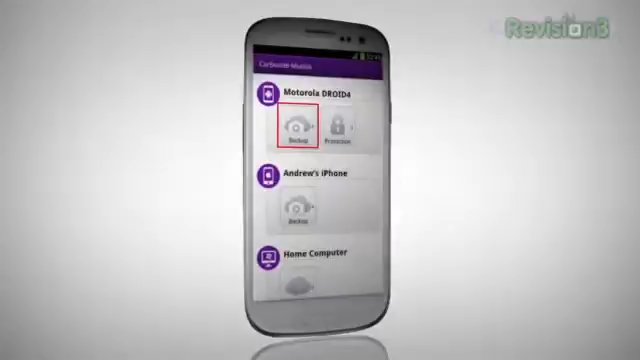 Revision3
Carbonite Mobile
Motorola DROID4
Backup
Protection
Andrew's iPhone
Backup
Home Computer